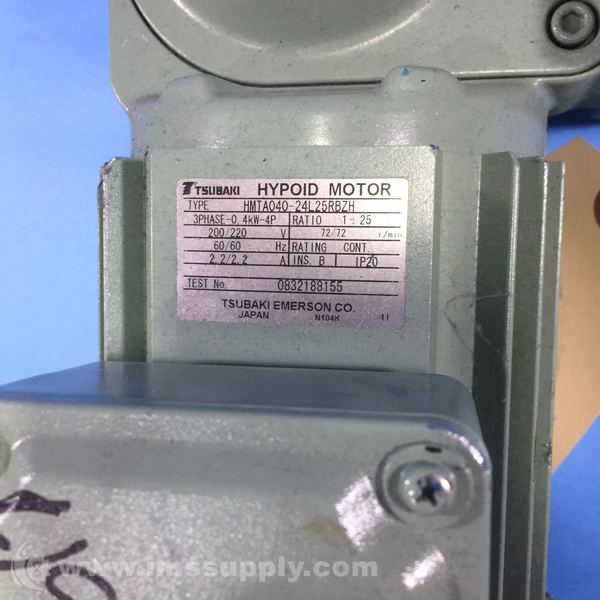 TSUBAKI HYPOID MOTOR
TYPE HMTA040-24L25RBZH
3PHASE-0.4kW-4P RATIO 1:25
200/220 V 72/72 r/min
60/60 Hz RATING CONT.
2.2/2.2 A INS. B IP20
TEST No. 0832188155
TSUBAKI EMERSON CO.
JAPAN N104K 41
© www.imssupply.com